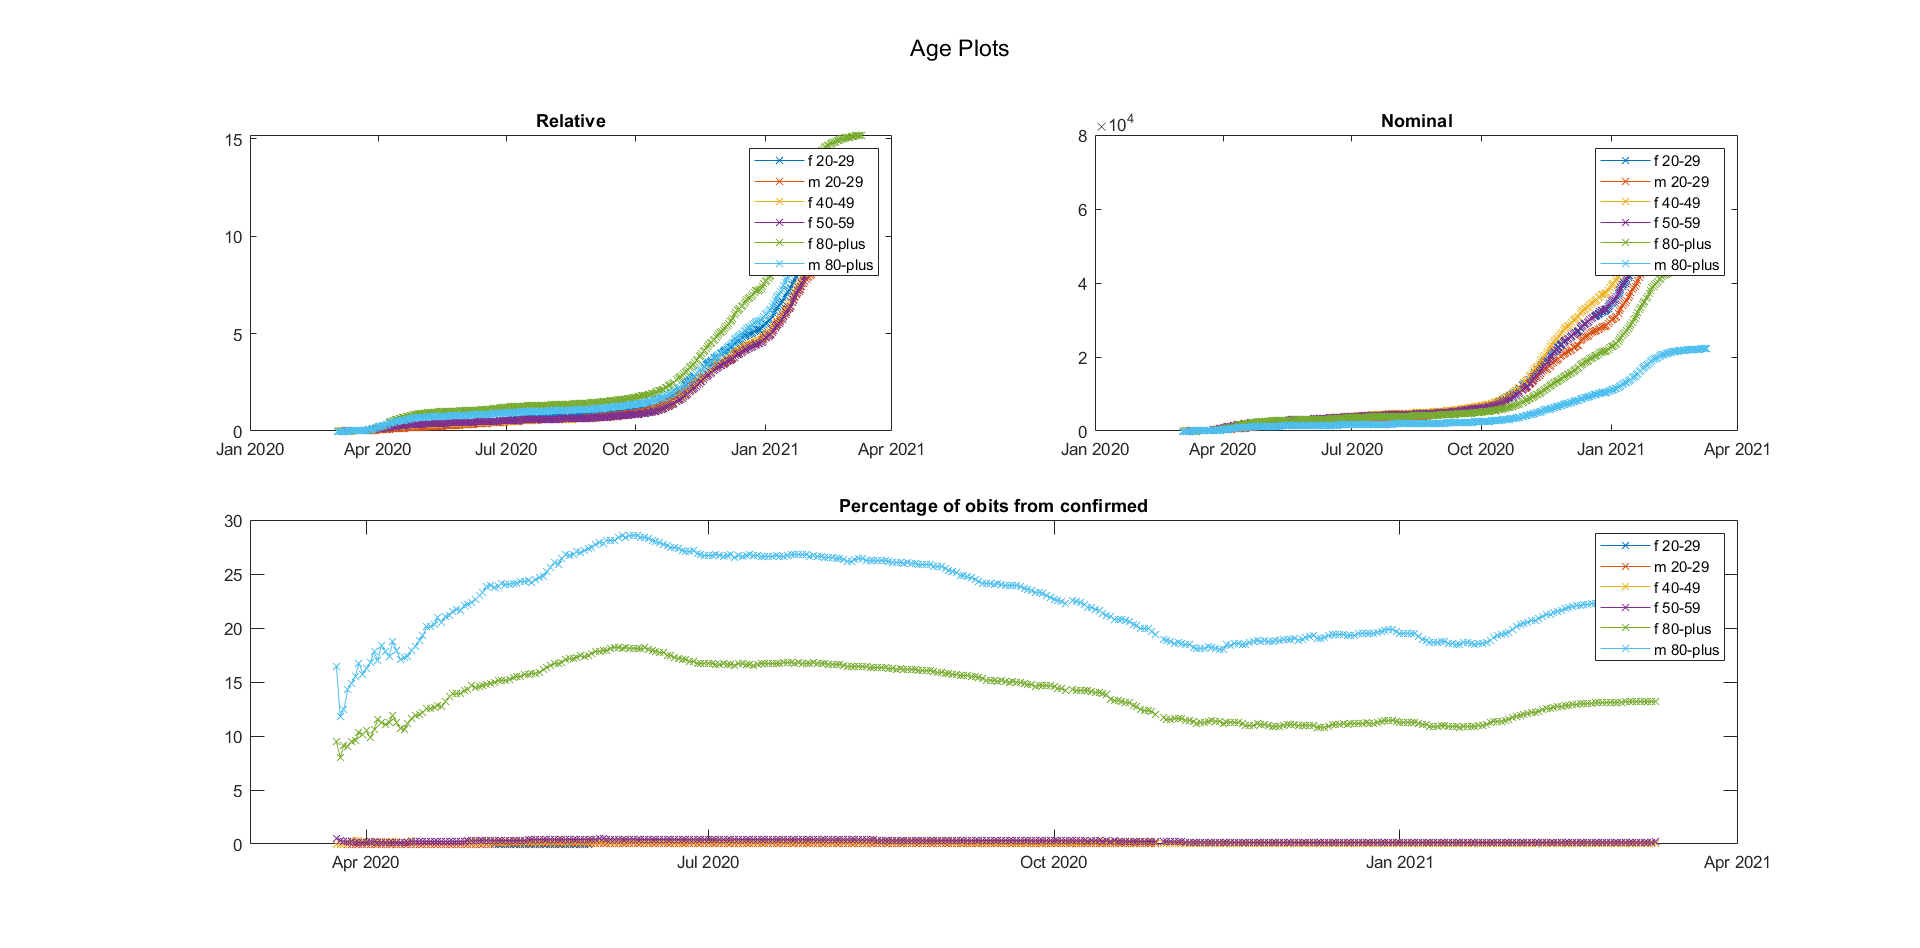 Age Plots
Relative
15
10
5
0
Jan 2020 Apr 2020 Jul 2020 Oct 2020 Jan 2021 Apr 2021
f 20-29
m 20-29
f 40-49
f 50-59
f 80-plus
m 80-plus
Nominal
×10⁴
8
6
4
2
0
Jan 2020 Apr 2020 Jul 2020 Oct 2020 Jan 2021 Apr 2021
f 20-29
m 20-29
f 40-49
f 50-59
f 80-plus
m 80-plus
Percentage of obits from confirmed
30
25
20
15
10
5
0
Apr 2020 Jul 2020 Oct 2020 Jan 2021 Apr 2021
f 20-29
m 20-29
f 40-49
f 50-59
f 80-plus
m 80-plus